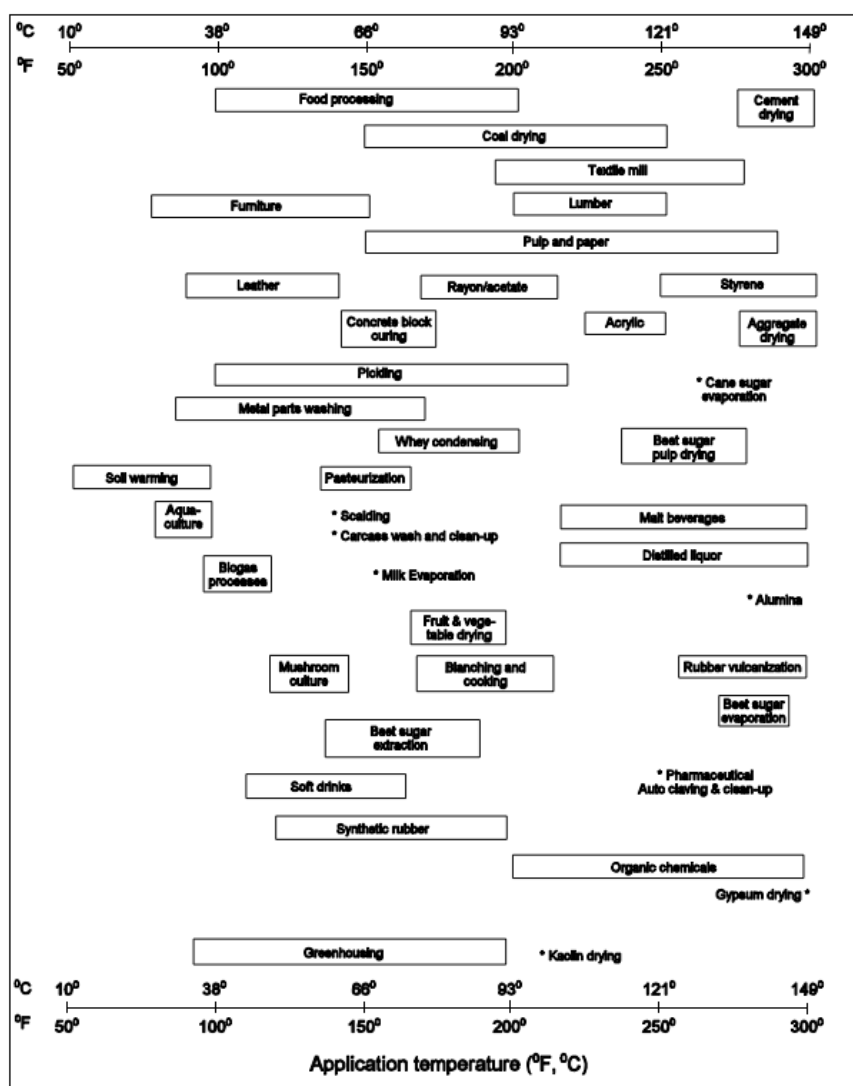 ⁰C 10⁰ 38⁰ 66⁰ 93⁰ 121⁰ 149⁰
⁰F 50⁰ 100⁰ 150⁰ 200⁰ 250⁰ 300⁰
Food processing
Cement
drying
Coal drying
Textile mill
Furniture
Lumber
Pulp and paper
Leather
Rayon/acetate
Styrene
Concrete block
curing
Acrylic
Aggregate
drying
Pickling
* Cane sugar
evaporation
Metal parts washing
Whey condensing
Beet sugar
pulp drying
Soil warming
Pasteurization
Aqua-
culture
* Scalding
* Carcass wash and clean-up
Malt beverages
Distilled liquor
Biogas
processes
* Milk Evaporation
* Alumina
Fruit & vege-
table drying
Mushroom
culture
Blanching and
cooking
Rubber vulcanization
Beet sugar
evaporation
Beet sugar
extraction
Soft drinks
* Pharmaceutical
Auto claving & clean-up
Synthetic rubber
Organic chemicals
Gypsum drying *
Greenhousing
* Kaolin drying
⁰C 10⁰ 38⁰ 66⁰ 93⁰ 121⁰ 149⁰
⁰F 50⁰ 100⁰ 150⁰ 200⁰ 250⁰ 300⁰
Application temperature (⁰F, ⁰C)